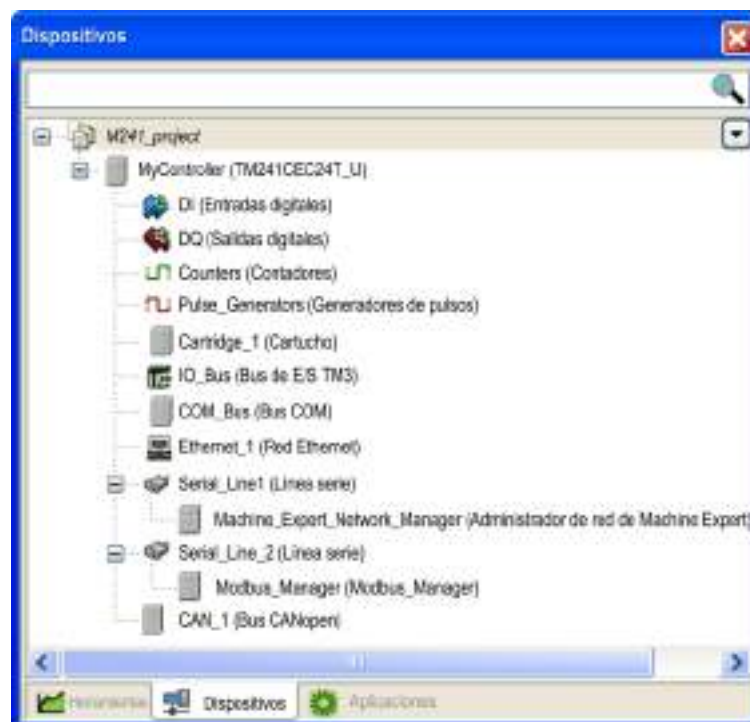 Dispositivos
M241_project
MyController (TM241CEC24T_U)
DI (Entradas digitales)
DQ (Salidas digitales)
Counters (Contadores)
Pulse_Generators (Generadores de pulsos)
Cartridge_1 (Cartucho)
IO_Bus (Bus de E/S TM3)
COM_Bus (Bus COM)
Ethernet_1 (Red Ethernet)
Serial_Line1 (Línea serie)
Machine_Expert_Network_Manager (Administrador de red de Machine Expert)
Serial_Line_2 (Línea serie)
Modbus_Manager (Modbus_Manager)
CAN_1 (Bus CANopen)
Herramientas Dispositivos Aplicaciones